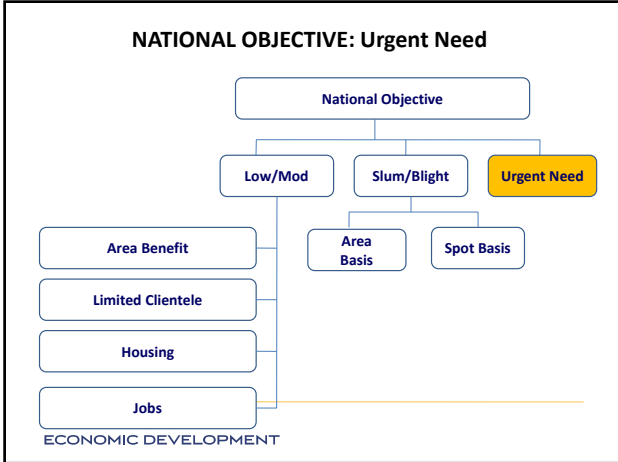 NATIONAL OBJECTIVE: Urgent Need
National Objective
Low/Mod
Slum/Blight
Urgent Need
Area Benefit
Area
Basis
Spot Basis
Limited Clientele
Housing
Jobs
ECONOMIC DEVELOPMENT